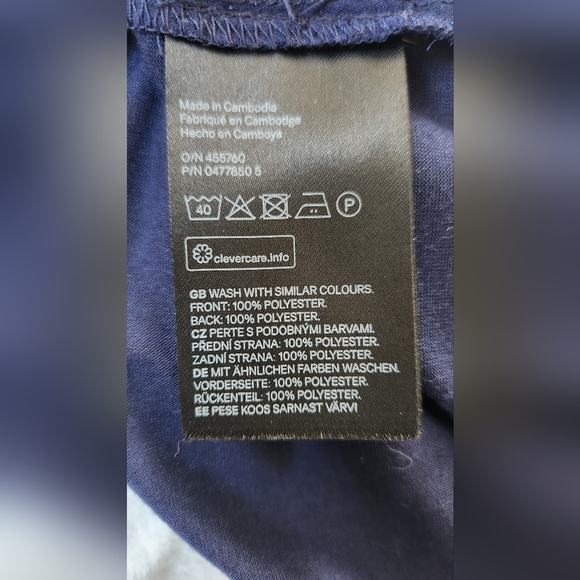 Made in Cambodia
Fabriqué en Cambodge
Hecho en Camboya
O/N 455760
P/N 0477850 5
40
P
clevercare.info
GB WASH WITH SIMILAR COLOURS.
FRONT: 100% POLYESTER.
BACK: 100% POLYESTER.
CZ PERTE S PODOBNÝMI BARVAMI.
PŘEDNÍ STRANA: 100% POLYESTER.
ZADNÍ STRANA: 100% POLYESTER.
DE MIT ÄHNLICHEN FARBEN WASCHEN.
VORDERSEITE: 100% POLYESTER.
RÜCKENTEIL: 100% POLYESTER.
EE PESE KOOS SARNAST VÄRVI